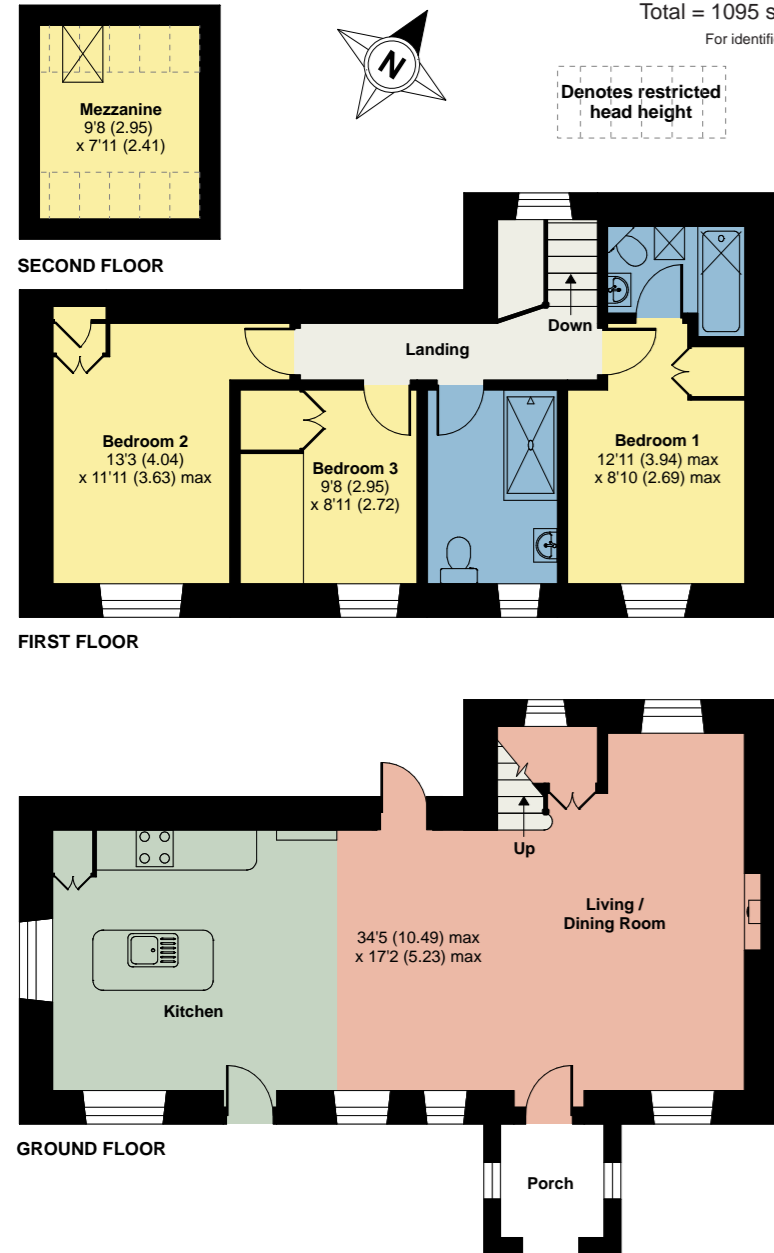 Total = 1095 s
For identifi
N
Denotes restricted
head height
Mezzanine
9'8 (2.95)
x 7'11 (2.41)
SECOND FLOOR
Down
Landing
Bedroom 2
13'3 (4.04)
x 11'11 (3.63) max
Bedroom 3
9'8 (2.95)
x 8'11 (2.72)
Bedroom 1
12'11 (3.94) max
x 8'10 (2.69) max
FIRST FLOOR
Up
Living /
Dining Room
34'5 (10.49) max
x 17'2 (5.23) max
Kitchen
GROUND FLOOR
Porch